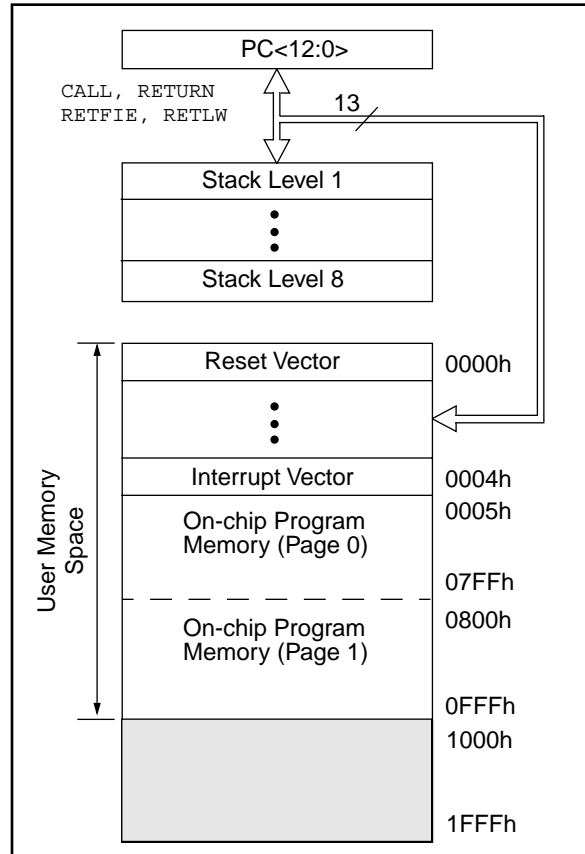 PC<12:0>
CALL, RETURN
RETFIE, RETLW
13
Stack Level 1
Stack Level 8
Reset Vector
0000h
Interrupt Vector
0004h
User Memory
Space
On-chip Program
Memory (Page 0)
0005h
07FFh
On-chip Program
Memory (Page 1)
0800h
0FFFh
1000h
1FFFh